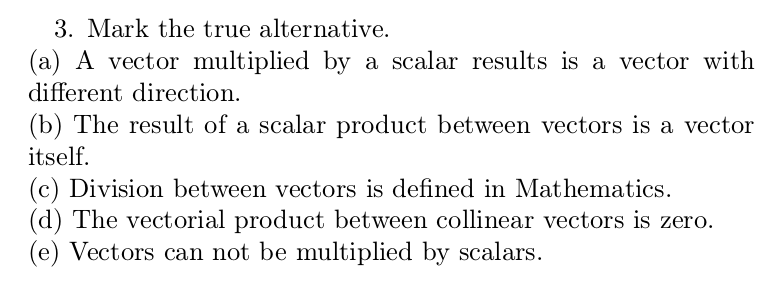 3. Mark the true alternative.
(a) A vector multiplied by a scalar results is a vector with
different direction.
(b) The result of a scalar product between vectors is a vector
itself.
(c) Division between vectors is defined in Mathematics.
(d) The vectorial product between collinear vectors is zero.
(e) Vectors can not be multiplied by scalars.